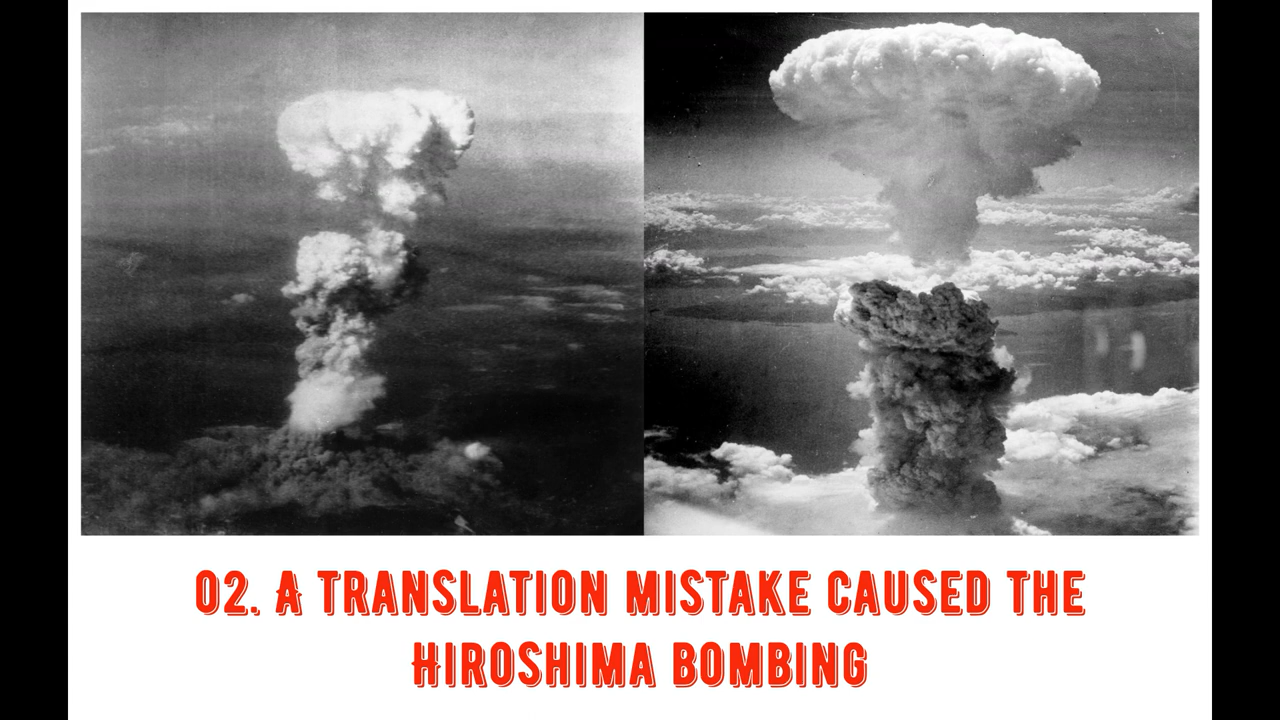 02. A TRANSLATION MISTAKE CAUSED THE
HIROSHIMA BOMBING